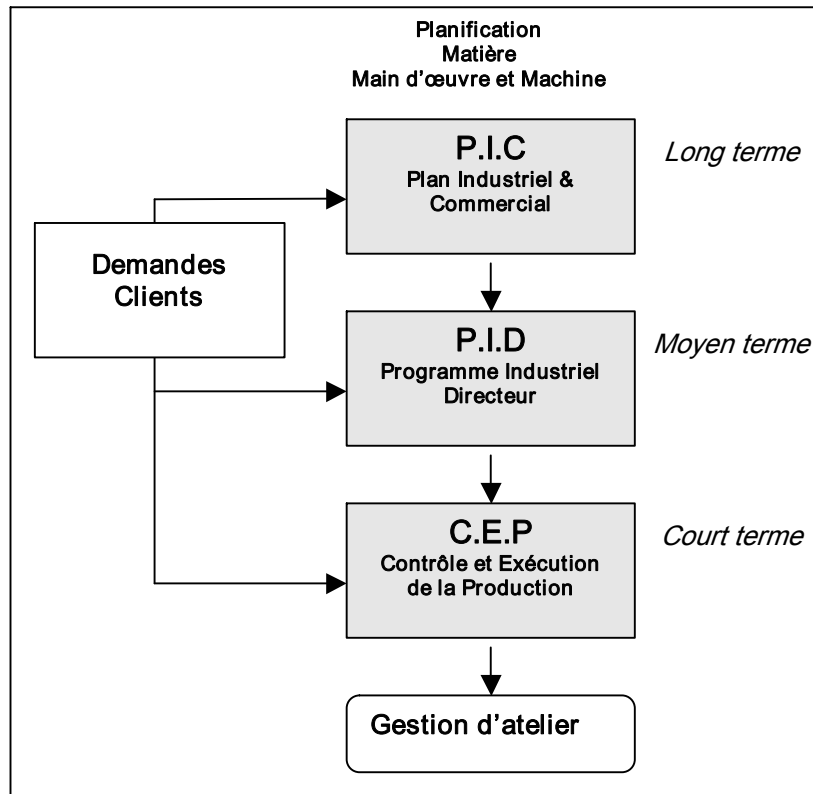 Planification
Matière
Main d'œuvre et Machine
P.I.C
Plan Industriel &
Commercial
Long terme
Demandes
Clients
P.I.D
Programme Industriel
Directeur
Moyen terme
C.E.P
Contrôle et Exécution
de la Production
Court terme
Gestion d'atelier